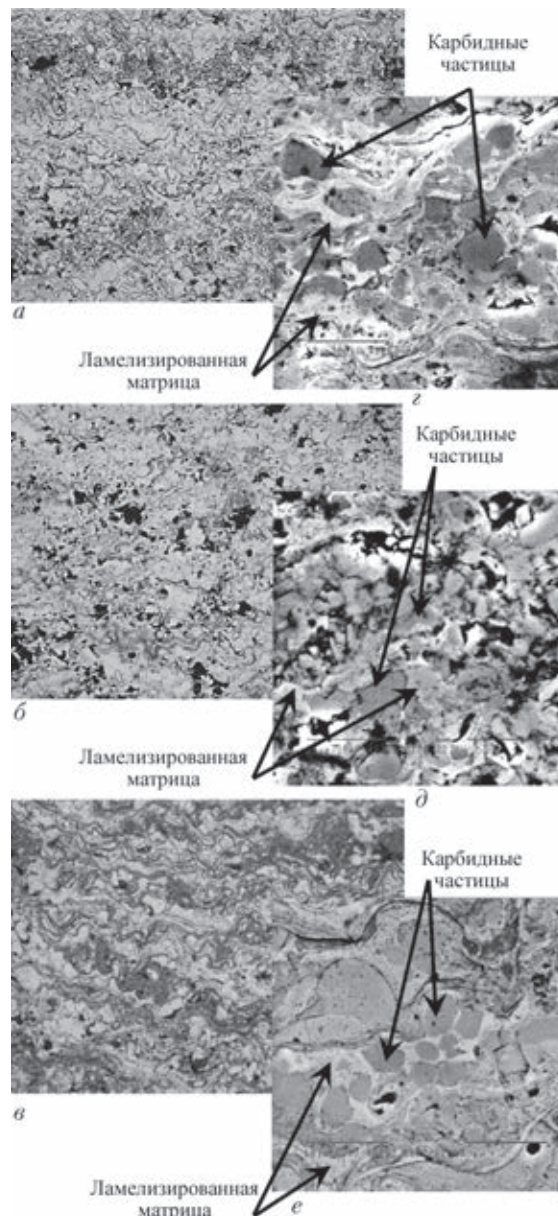 Карбидные
частицы
а
Ламелизированная
матрица
г
Карбидные
частицы
б
Ламелизированная
матрица
д
Карбидные
частицы
в
Ламелизированная
матрица
е